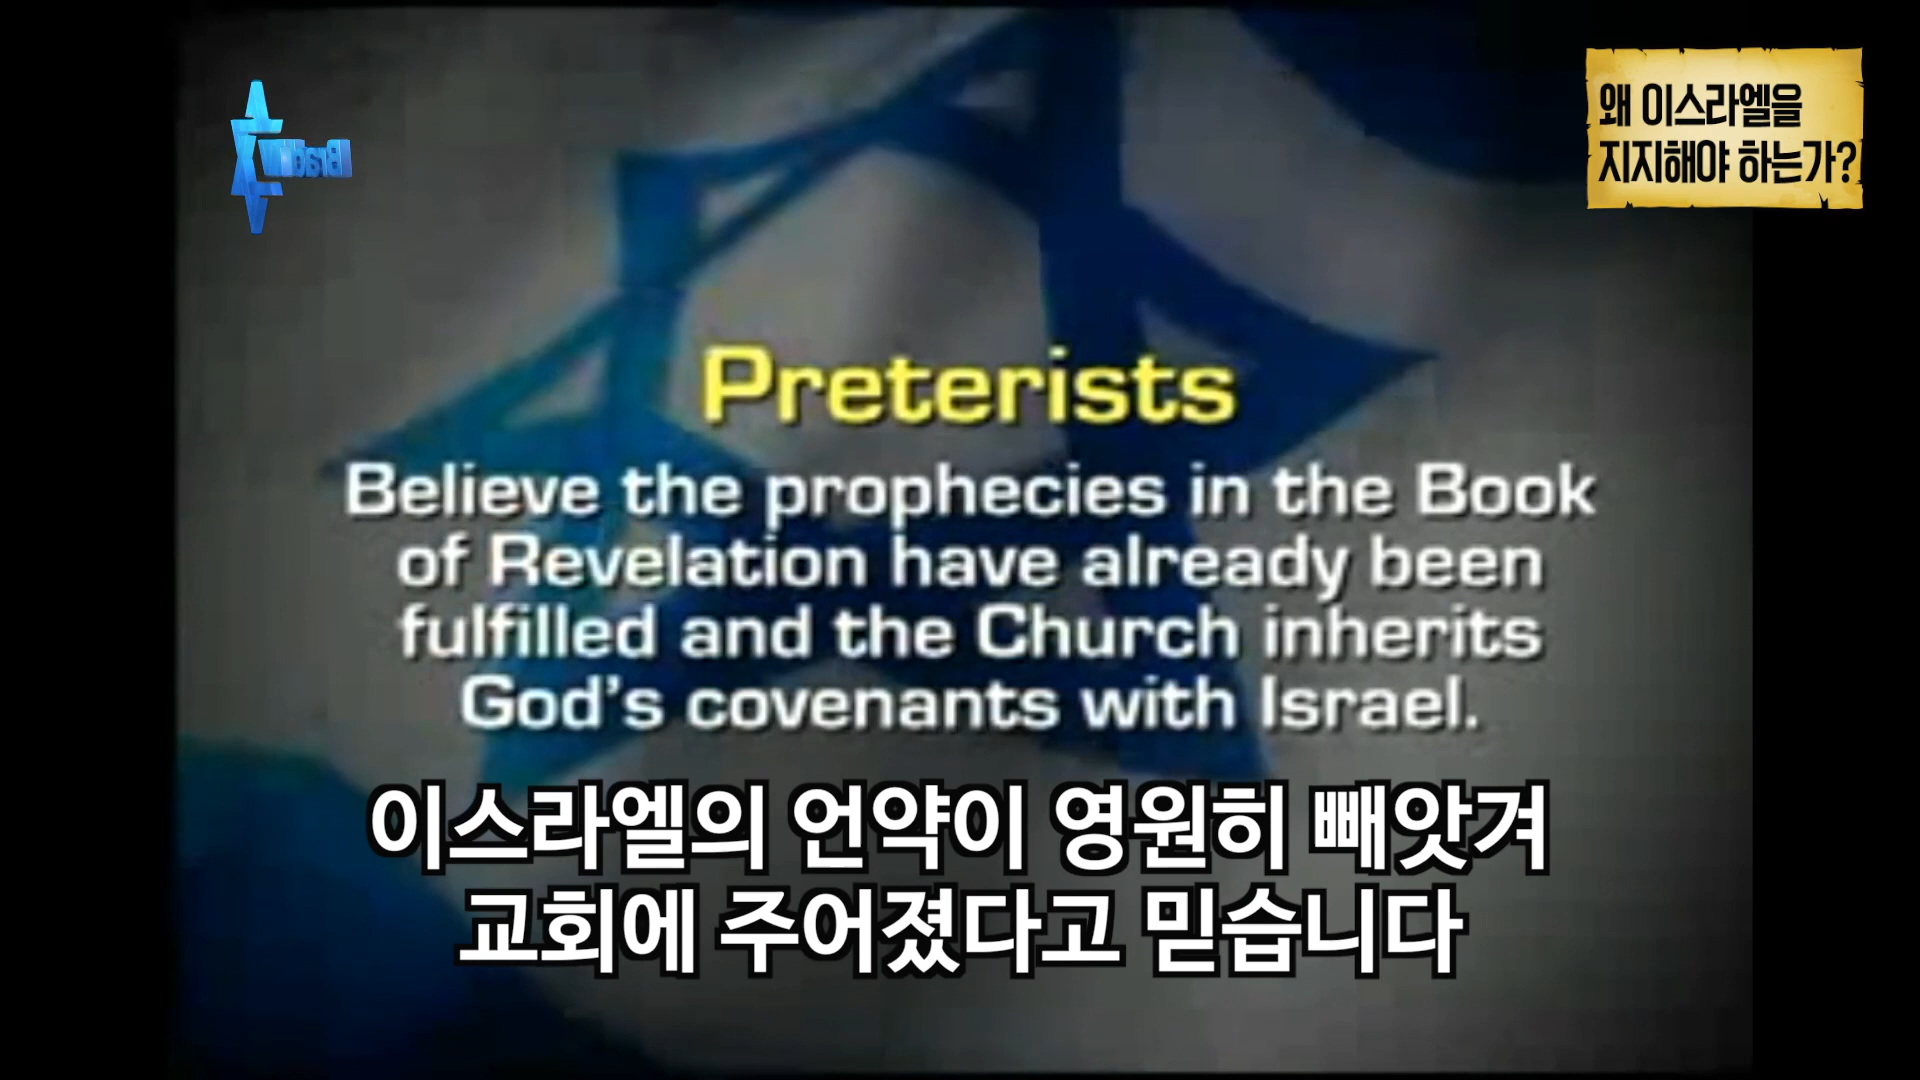 왜 이스라엘을
지지해야 하는가?
Preterists
Believe the prophecies in the Book
of Revelation have already been
fulfilled and the Church inherits
God's covenants with Israel.
이스라엘의 언약이 영원히 빼앗겨
교회에 주어졌다고 믿습니다